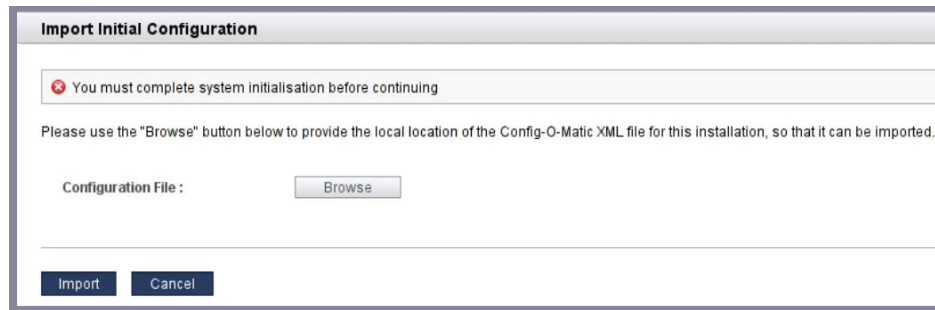 Import Initial Configuration
You must complete system initialisation before continuing
Please use the "Browse" button below to provide the local location of the Config-O-Matic XML file for this installation, so that it can be imported.
Configuration File : Browse
Import Cancel